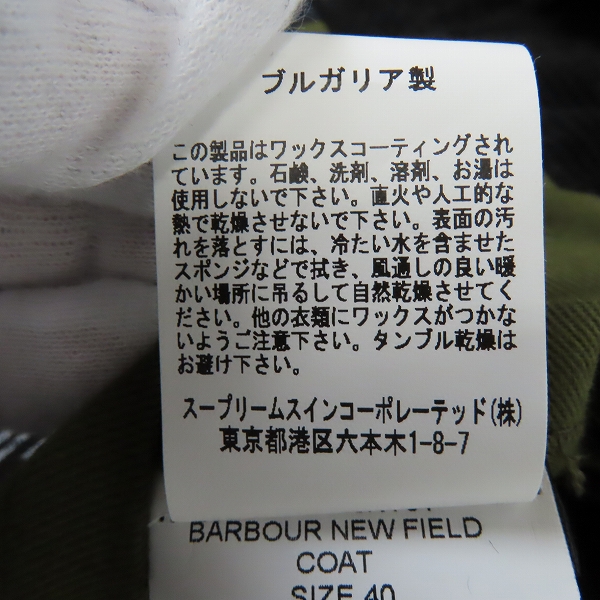 ブルガリア製
この製品はワックスコーティングされ
ています。石鹸、洗剤、溶剤、お湯は
使用しないで下さい。直火や人工的な
熱で乾燥させないで下さい。表面の汚
れを落とすには、冷たい水を含ませた
スポンジなどで拭き、風通しの良い暖
かい場所に吊るして自然乾燥させてく
ださい。他の衣類にワックスがつかな
いようご注意下さい。タンブル乾燥は
お避け下さい。
スープリームスインコーポレーテッド(株)
東京都港区六本木1-8-7
BARBOUR NEW FIELD
COAT
SIZE 40